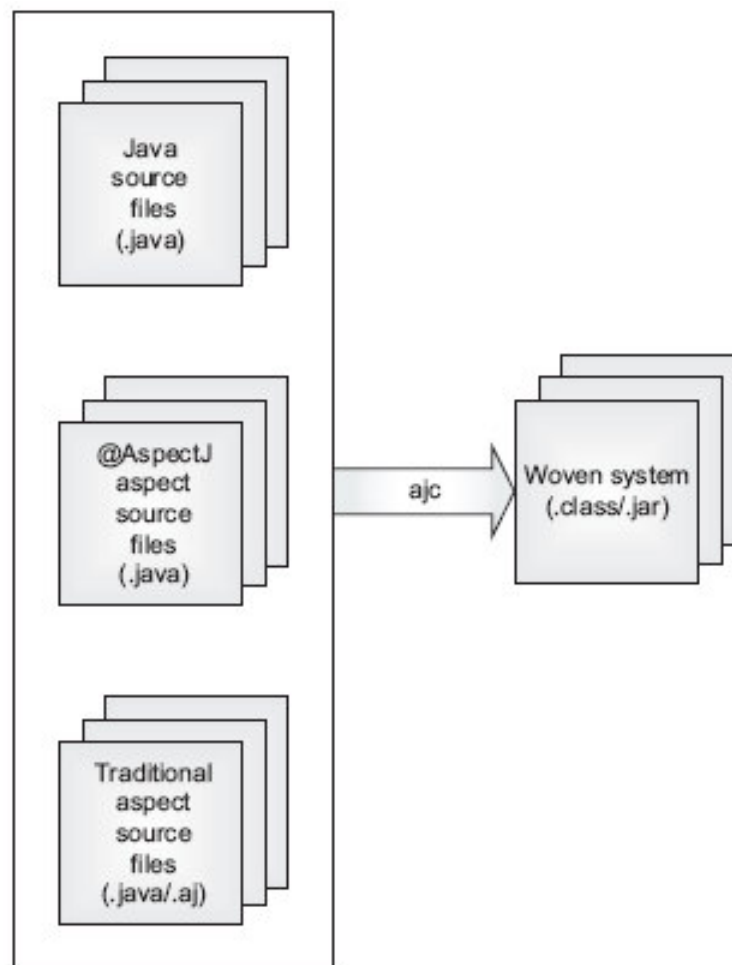 Java
source
files
(.java)
@AspectJ
aspect
source
files
(.java)
Traditional
aspect
source
files
(.java/.aj)
ajc
Woven system
(.class/.jar)